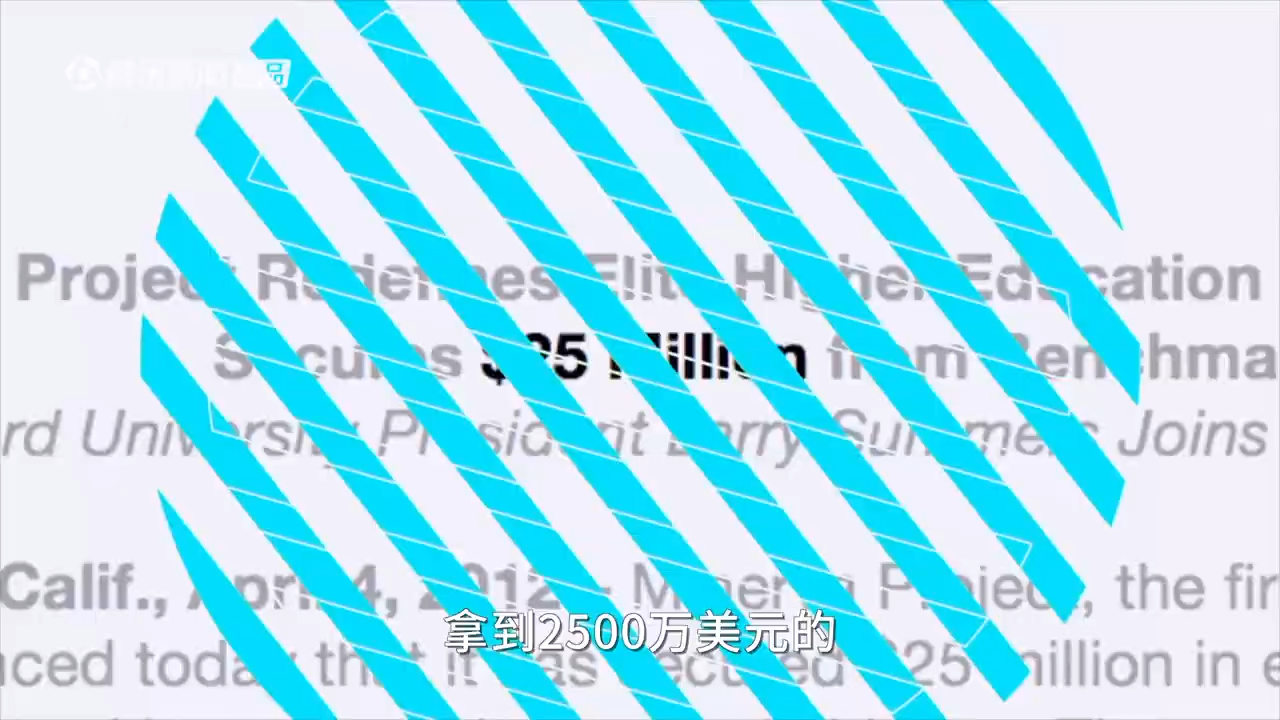 Project Redefines Elite Higher Education
Secures $25 Million from Benchma
rd University President Larry Summers Joins
Calif., April 4, 2012 - Minerva Project, the fir
nced today that it has secured $25 million in e
拿到2500万美元的